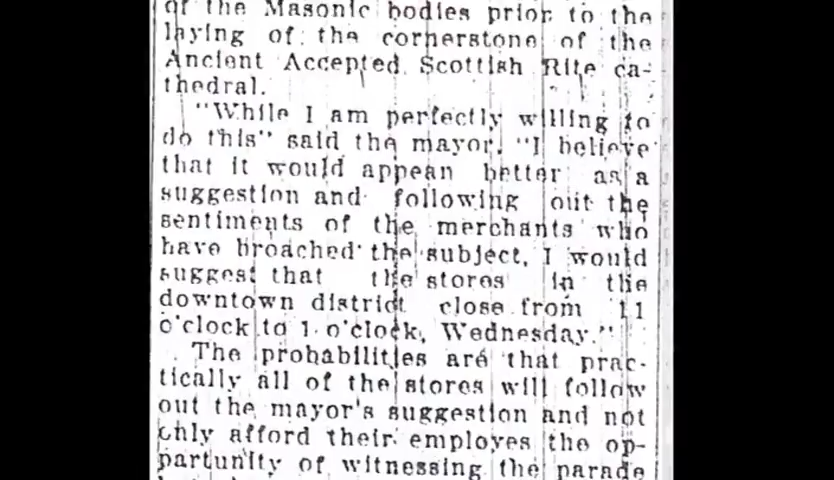 of the Masonic bodies prior to the
laying of the cornerstone of the
Ancient Accepted Scottish Rite ca-
thedral.
"While I am perfectly willing to
do this" said the mayor. "I believe
that it would appear better as a
suggestion and following out the
sentiments of the merchants who
have broached the subject, I would
suggest that the stores in the
downtown district close from 11
o'clock to 1 o'clock, Wednesday."
The probabilities are that prac-
tically all of the stores will follow
out the mayor's suggestion and not
only afford their employes the op-
partunity of witnessing the parade